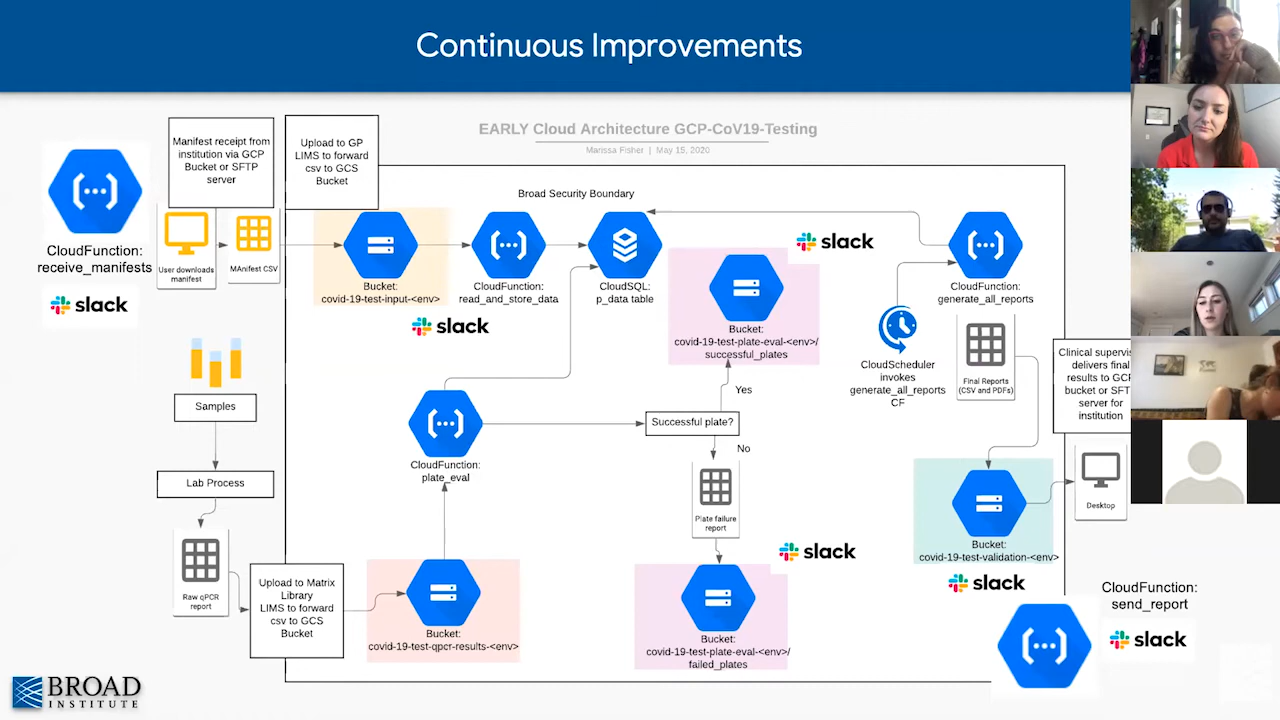 Continuous Improvements
EARLY Cloud Architecture GCP-CoV19-Testing
Marissa Fisher | May 15, 2020
Manifest receipt from
institution via GCP
Bucket or SFTP
server
Upload to GP
LIMS to forward
csv to GCS
Bucket
Broad Security Boundary
CloudFunction:
receive_manifests
slack
User downloads
manifest
MAnifest CSV
Bucket:
covid-19-test-input-<env>
slack
CloudFunction:
read_and_store_data
CloudSQL:
p_data table
slack
Bucket:
covid-19-test-plate-eval-<env>/
successful_plates
CloudFunction:
generate_all_reports
CloudScheduler
invokes
generate_all_reports
CF
Final Reports
(CSV and PDFs)
Clinical supervis
delivers final
results to GCP
bucket or SFT
server for
institution
Samples
Lab Process
Raw qPCR
report
Upload to Matrix
Library
LIMS to forward
csv to GCS
Bucket
CloudFunction:
plate_eval
Successful plate?
Yes
No
Plate failure
report
slack
Bucket:
covid-19-test-qpcr-results-<env>
Bucket:
covid-19-test-plate-eval-<env>/
failed_plates
Bucket:
covid-19-test-validation-<env>
slack
Desktop
CloudFunction:
send_report
slack
BROAD
INSTITUTE